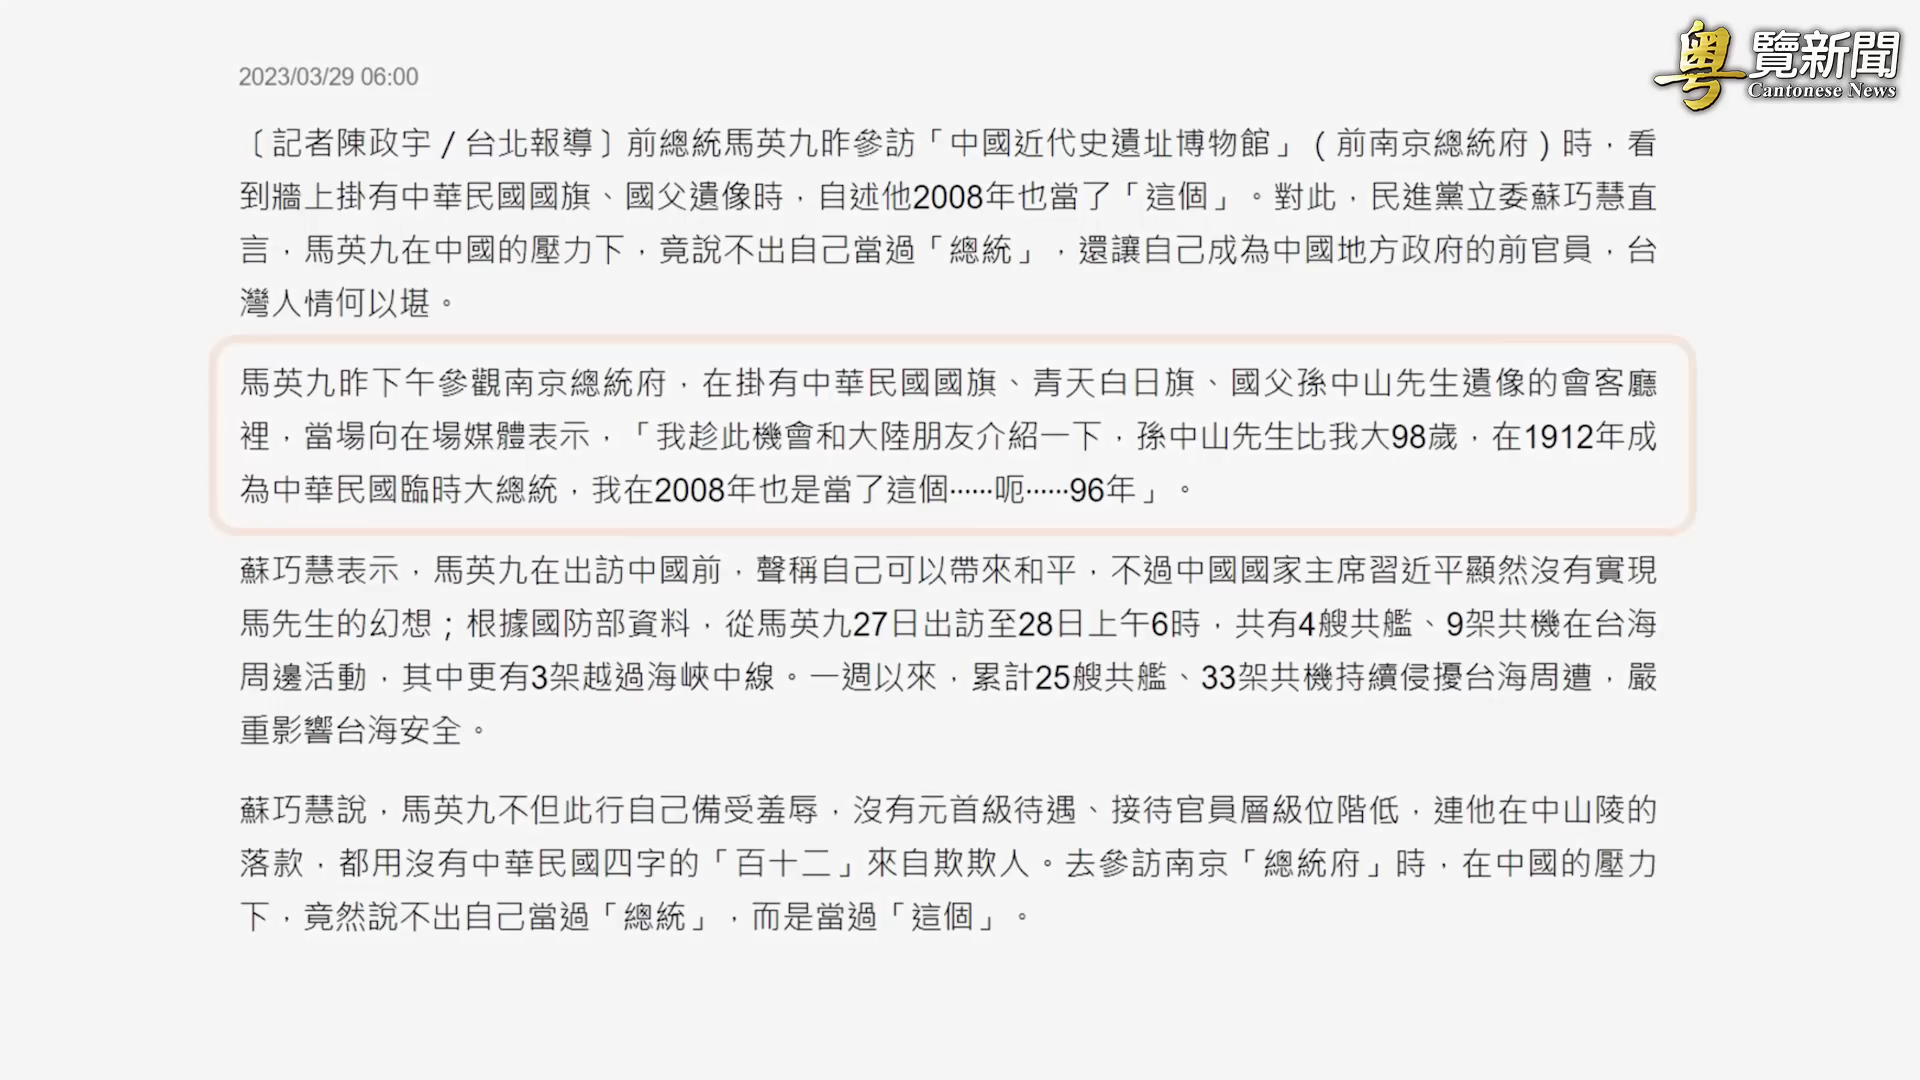 粵覽新聞
Cantonese News
2023/03/29 06:00
〔記者陳政宇/台北報導〕前總統馬英九昨參訪「中國近代史遺址博物館」(前南京總統府)時,看
到牆上掛有中華民國國旗、國父遺像時,自述他2008年也當了「這個」。對此,民進黨立委蘇巧慧直
言,馬英九在中國的壓力下,竟說不出自己當過「總統」,還讓自己成為中國地方政府的前官員,台
灣人情何以堪。
馬英九昨下午參觀南京總統府,在掛有中華民國國旗、青天白日旗、國父孫中山先生遺像的會客廳
裡,當場向在場媒體表示,「我趁此機會和大陸朋友介紹一下,孫中山先生比我大98歲,在1912年成
為中華民國臨時大總統,我在2008年也是當了這個……呃……96年」。
蘇巧慧表示,馬英九在出訪中國前,聲稱自己可以帶來和平,不過中國國家主席習近平顯然沒有實現
馬先生的幻想;根據國防部資料,從馬英九27日出訪至28日上午6時,共有4艘共艦、9架共機在台海
周邊活動,其中更有3架越過海峽中線。一週以來,累計25艘共艦、33架共機持續侵擾台海周遭,嚴
重影響台海安全。
蘇巧慧說,馬英九不但此行自己備受羞辱,沒有元首級待遇、接待官員層級位階低,連他在中山陵的
落款,都用沒有中華民國四字的「百十二」來自欺欺人。去參訪南京「總統府」時,在中國的壓力
下,竟然說不出自己當過「總統」,而是當過「這個」。